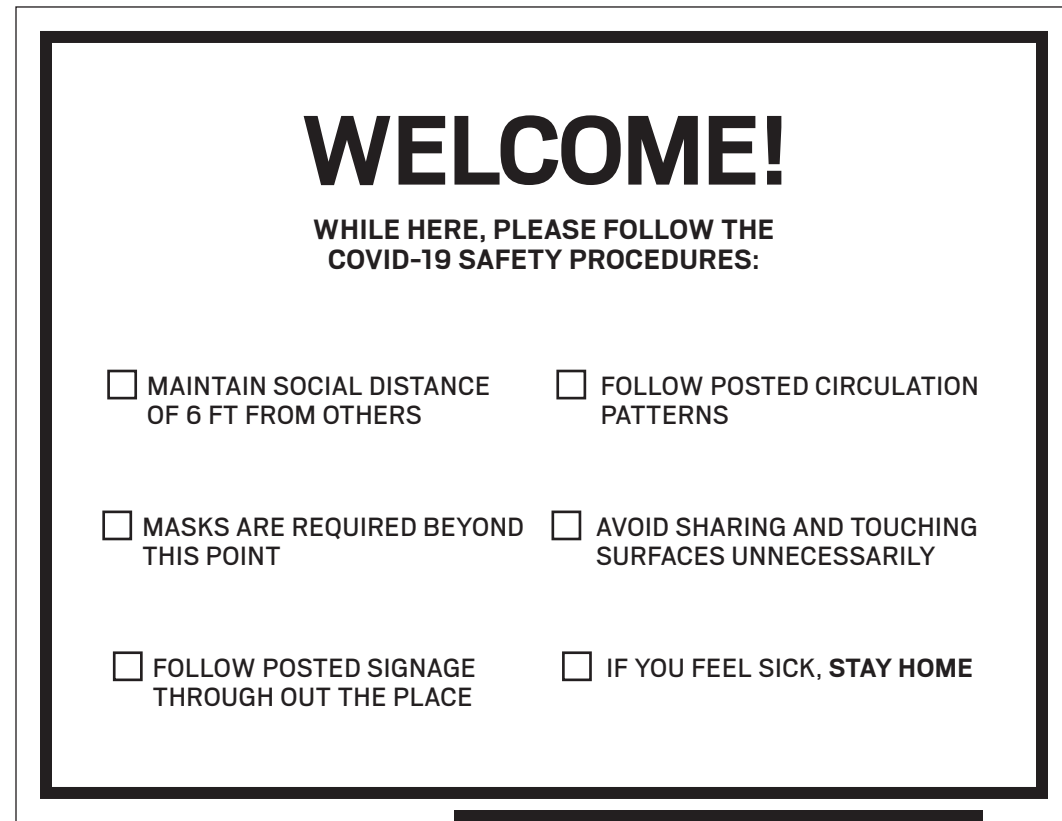 WELCOME!
WHILE HERE, PLEASE FOLLOW THE
COVID-19 SAFETY PROCEDURES:
MAINTAIN SOCIAL DISTANCE
OF 6 FT FROM OTHERS
FOLLOW POSTED CIRCULATION
PATTERNS
MASKS ARE REQUIRED BEYOND
THIS POINT
AVOID SHARING AND TOUCHING
SURFACES UNNECESSARILY
FOLLOW POSTED SIGNAGE
THROUGH OUT THE PLACE
IF YOU FEEL SICK, STAY HOME